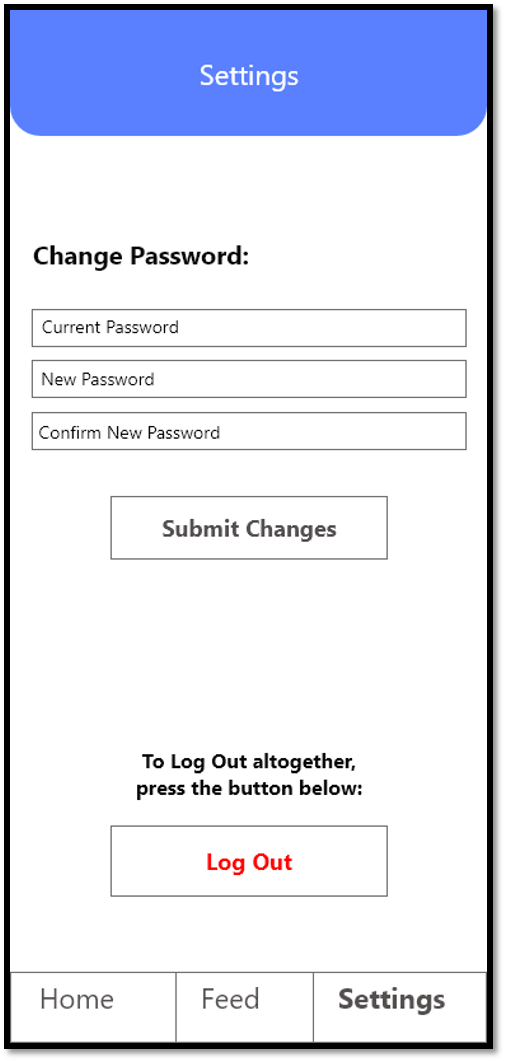 Settings
Change Password:
Current Password
New Password
Confirm New Password
Submit Changes
To Log Out altogether,
press the button below:
Log Out
Home Feed Settings